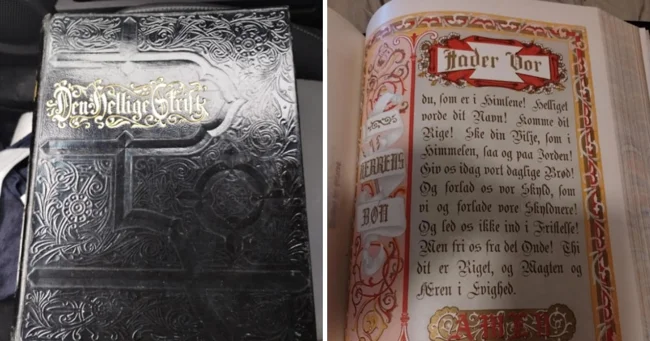 Den Hellige Skrift
Fader Vor
du, som er i Himlene! Helliget
vorde dit Navn! Komme dit
Rige! Ske din Vilje, som i
Himmelen, saa og paa Jorden!
Giv os idag vort daglige Brød!
Og forlad os vor Skyld, som
vi og forlade vore Skyldnere!
Og led os ikke ind i Fristelse!
Men fri os fra det Onde! Thi
dit er Riget, og Magten og
Æren i Evighed.
AMEN
HERRENS
BØN